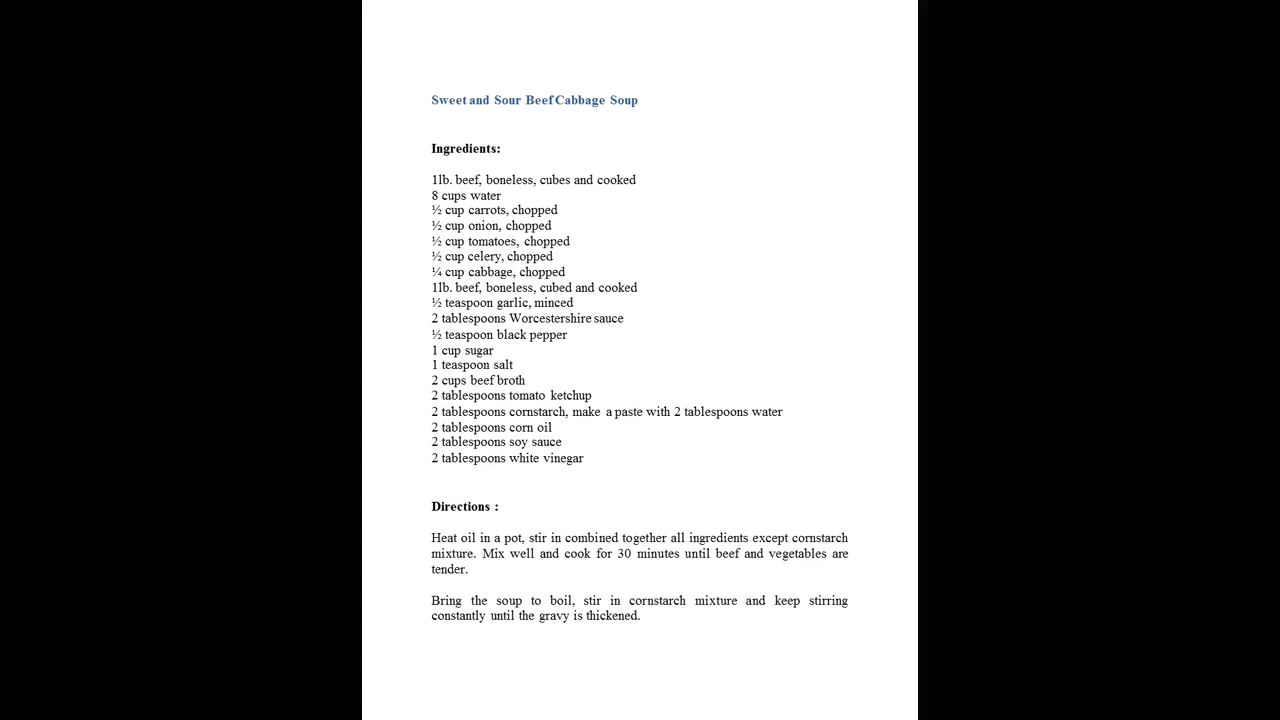 Sweet and Sour Beef Cabbage Soup
Ingredients:
1lb. beef, boneless, cubes and cooked
8 cups water
½ cup carrots, chopped
½ cup onion, chopped
½ cup tomatoes, chopped
½ cup celery, chopped
¼ cup cabbage, chopped
1lb. beef, boneless, cubed and cooked
½ teaspoon garlic, minced
2 tablespoons Worcestershire sauce
½ teaspoon black pepper
1 cup sugar
1 teaspoon salt
2 cups beef broth
2 tablespoons tomato ketchup
2 tablespoons cornstarch, make a paste with 2 tablespoons water
2 tablespoons corn oil
2 tablespoons soy sauce
2 tablespoons white vinegar
Directions :
Heat oil in a pot, stir in combined together all ingredients except cornstarch
mixture. Mix well and cook for 30 minutes until beef and vegetables are
tender.
Bring the soup to boil, stir in cornstarch mixture and keep stirring
constantly until the gravy is thickened.